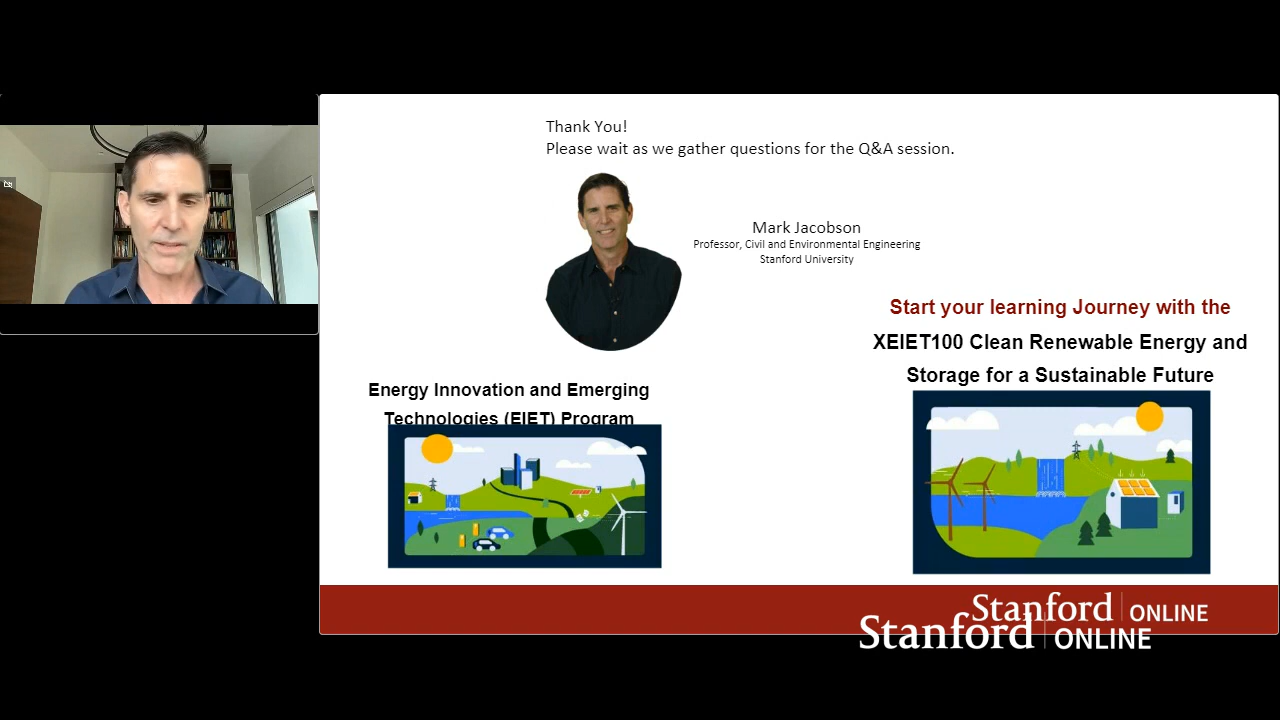 Thank You!
Please wait as we gather questions for the Q&A session.
Mark Jacobson
Professor, Civil and Environmental Engineering
Stanford University
Start your learning Journey with the
XEIET100 Clean Renewable Energy and
Storage for a Sustainable Future
Energy Innovation and Emerging
Technologies (EIET) Program
Stanford ONLINE
Stanford ONLINE